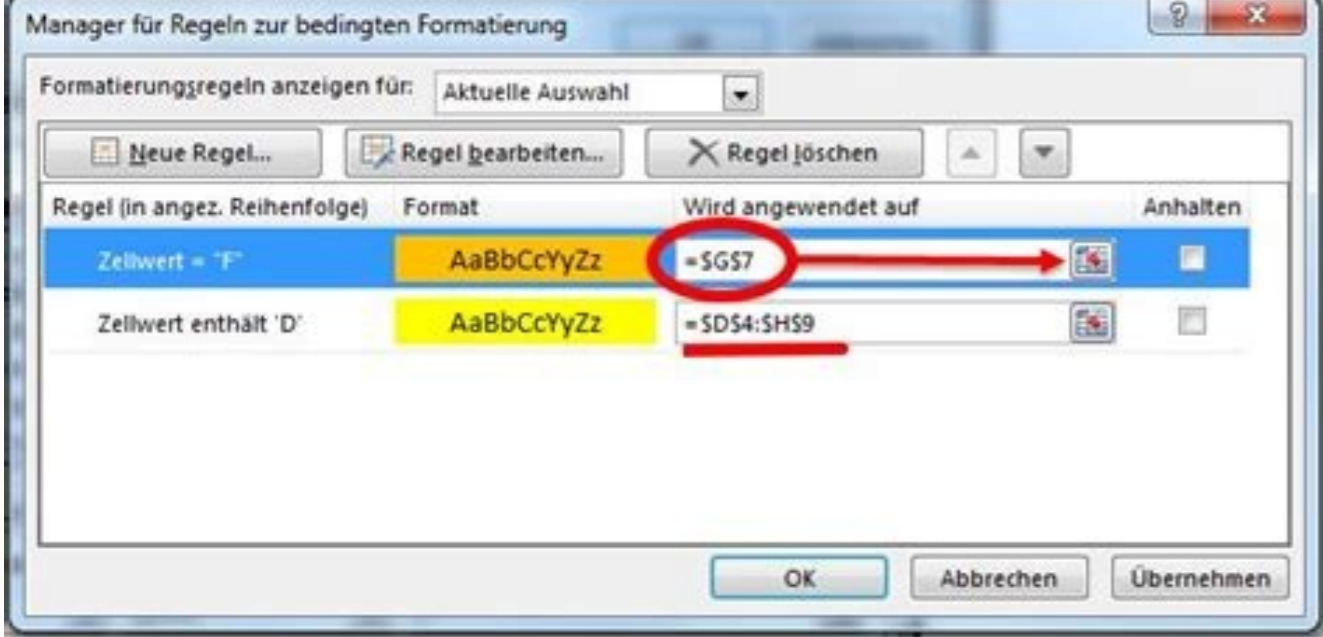 Manager für Regeln zur bedingten Formatierung
Formatierungsregeln anzeigen für: Aktuelle Auswahl
Neue Regel... Regel bearbeiten... Regel löschen
Regel (in angez. Reihenfolge) Format Wird angewendet auf Anhalten
Zellwert = "F" AaBbCcYyZz =$G$7
Zellwert enthält 'D' AaBbCcYyZz =$D$4:$H$9
OK Abbrechen Übernehmen